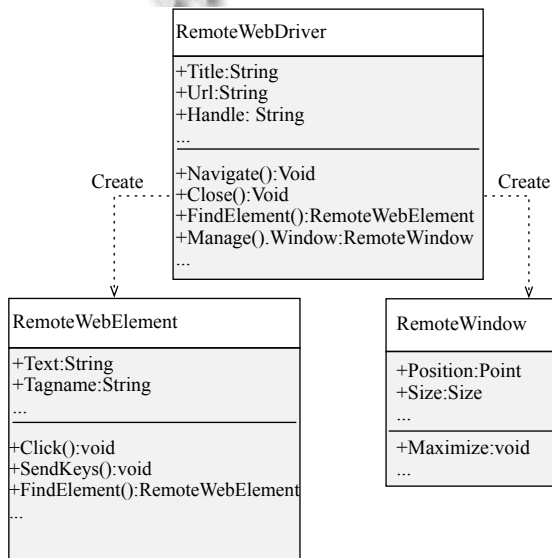 RemoteWebDriver
+Title:String
+Url:String
+Handle: String
...
+Navigate():Void
+Close():Void
+FindElement():RemoteWebElement
+Manage().Window:RemoteWindow
...
Create
Create
RemoteWebElement
+Text:String
+Tagname:String
...
+Click():void
+SendKeys():void
+FindElement():RemoteWebElement
...
RemoteWindow
+Position:Point
+Size:Size
...
+Maximize:void
...